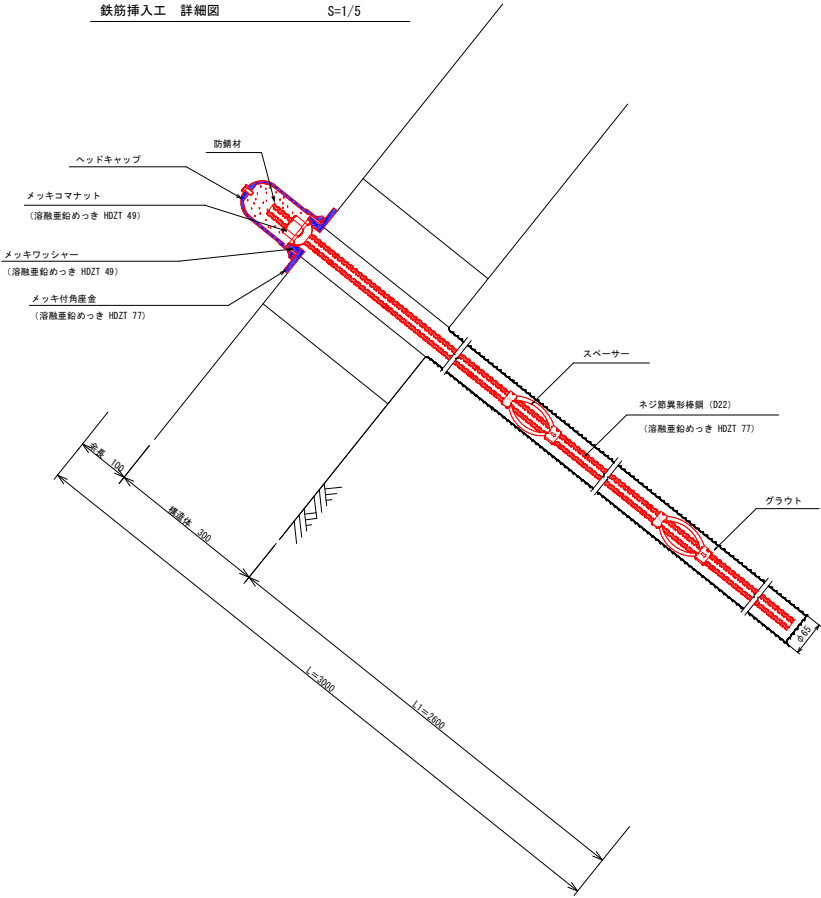 鉄筋挿入工　詳細図　S=1/5
防錆材
ヘッドキャップ
メッキコマナット
(溶融亜鉛めっき HDZT 49)
メッキワッシャー
(溶融亜鉛めっき HDZT 49)
メッキ付角座金
(溶融亜鉛めっき HDZT 77)
スペーサー
ネジ節異形棒鋼 (D22)
(溶融亜鉛めっき HDZT 77)
グラウト
余長 100
構造体 300
L=3000
L1=2600
φ65